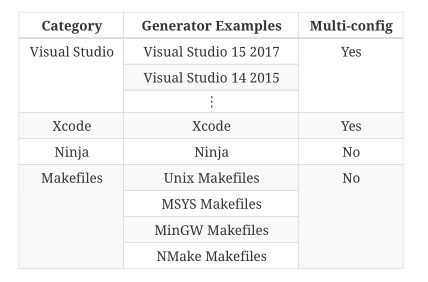 Category Generator Examples Multi-config
Visual Studio Visual Studio 15 2017 Yes
Visual Studio 14 2015
⋮
Xcode Xcode Yes
Ninja Ninja No
Makefiles Unix Makefiles No
MSYS Makefiles
MinGW Makefiles
NMake Makefiles